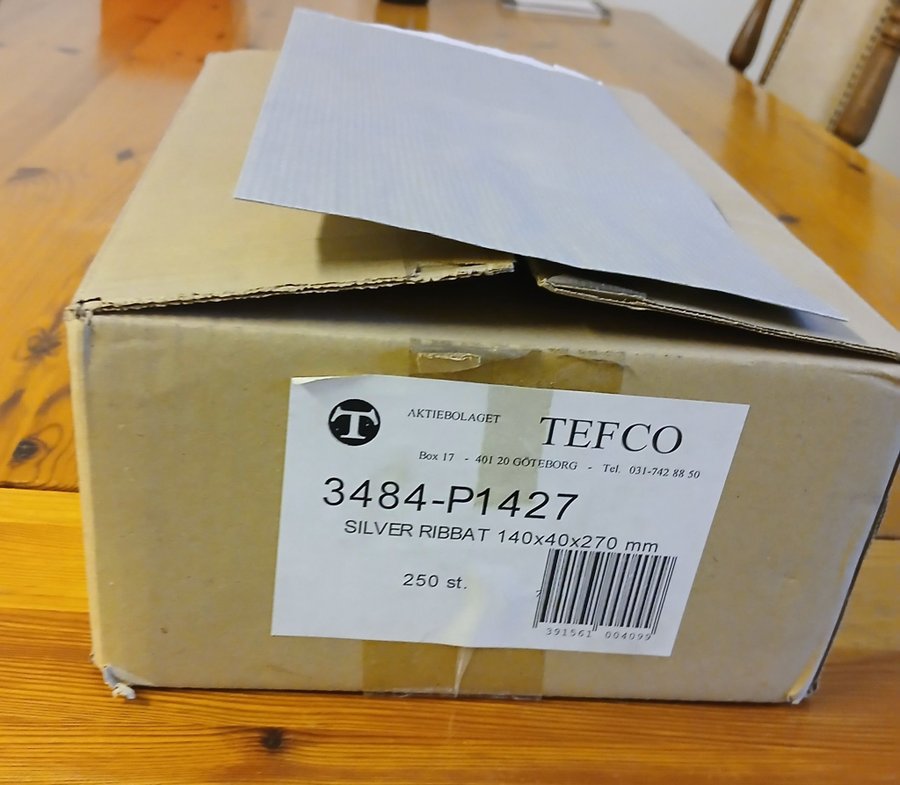 T
AKTIEBOLAGET TEFCO
Box 17 - 401 20 GÖTEBORG - Tel. 031-742 88 50
3484-P1427
SILVER RIBBAT 140x40x270 mm
250 st.
391561 004099